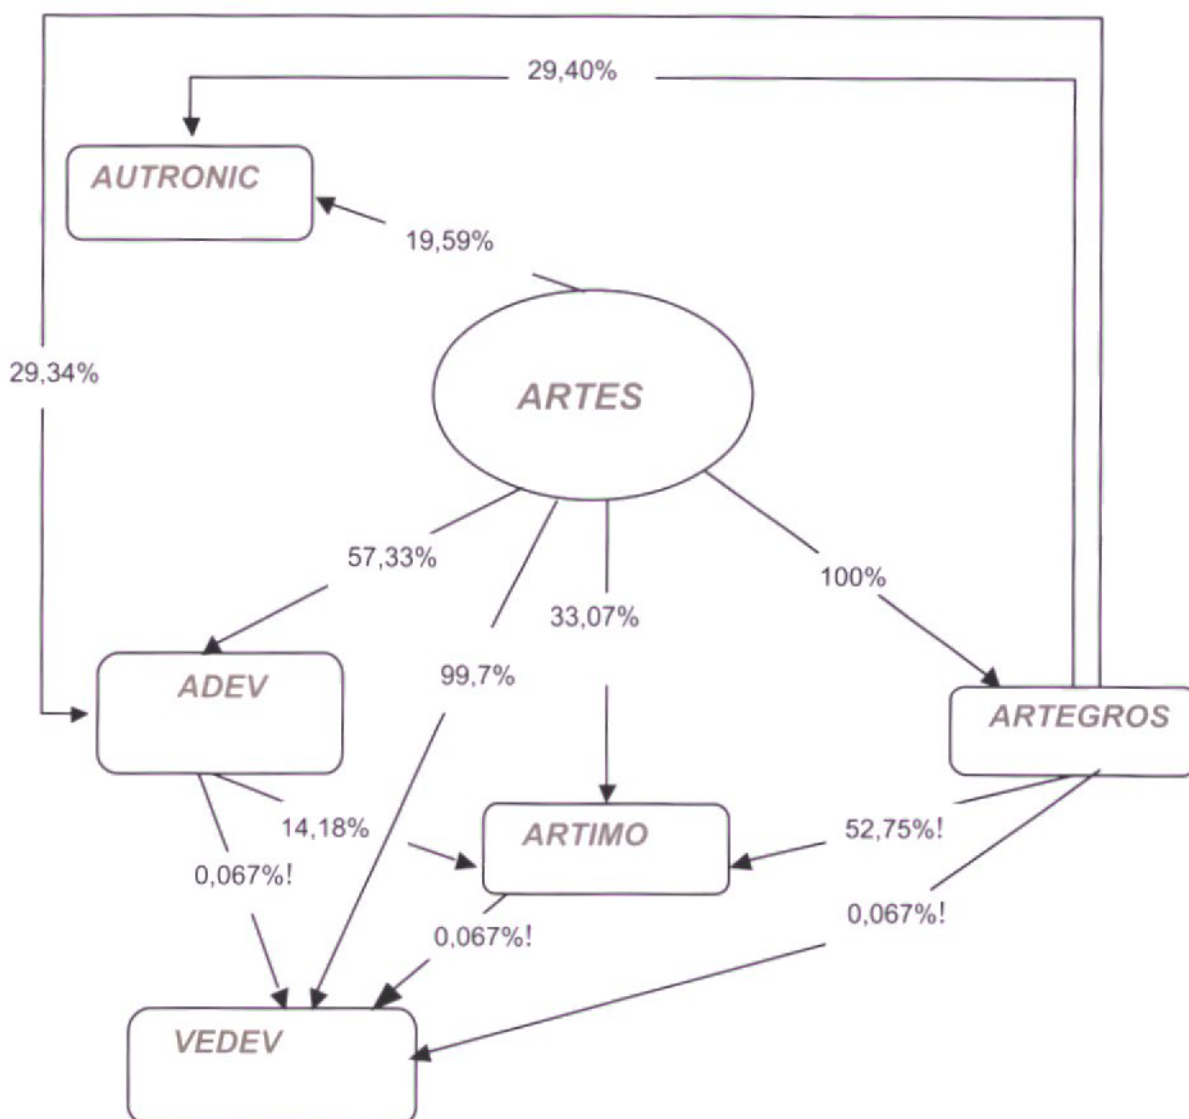 29,40%
AUTRONIC
19,59%
29,34%
ARTES
57,33%
100%
33,07%
99,7%
ADEV
ARTEGROS
14,18%
ARTIMO
52,75%!
0,067%!
0,067%!
0,067%!
VEDEV